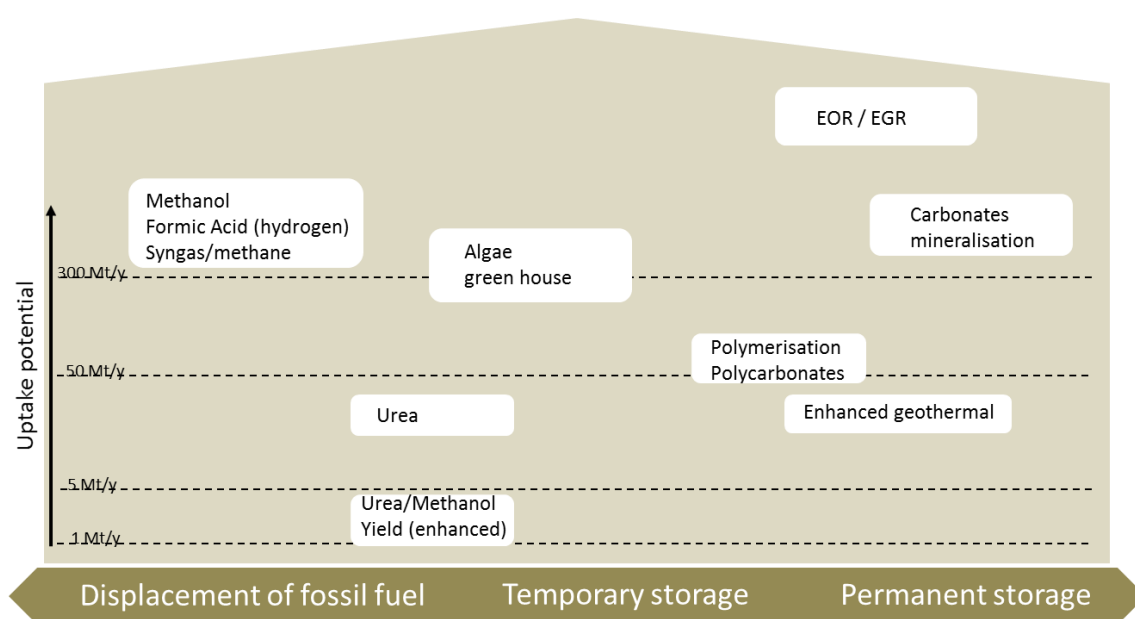 EOR / EGR
Methanol
Formic Acid (hydrogen)
Syngas/methane
Carbonates
mineralisation
Algae
green house
300 Mt/y
Polymerisation
Polycarbonates
50 Mt/y
Urea
Enhanced geothermal
5 Mt/y
Urea/Methanol
Yield (enhanced)
1 Mt/y
Uptake potential
Displacement of fossil fuel
Temporary storage
Permanent storage